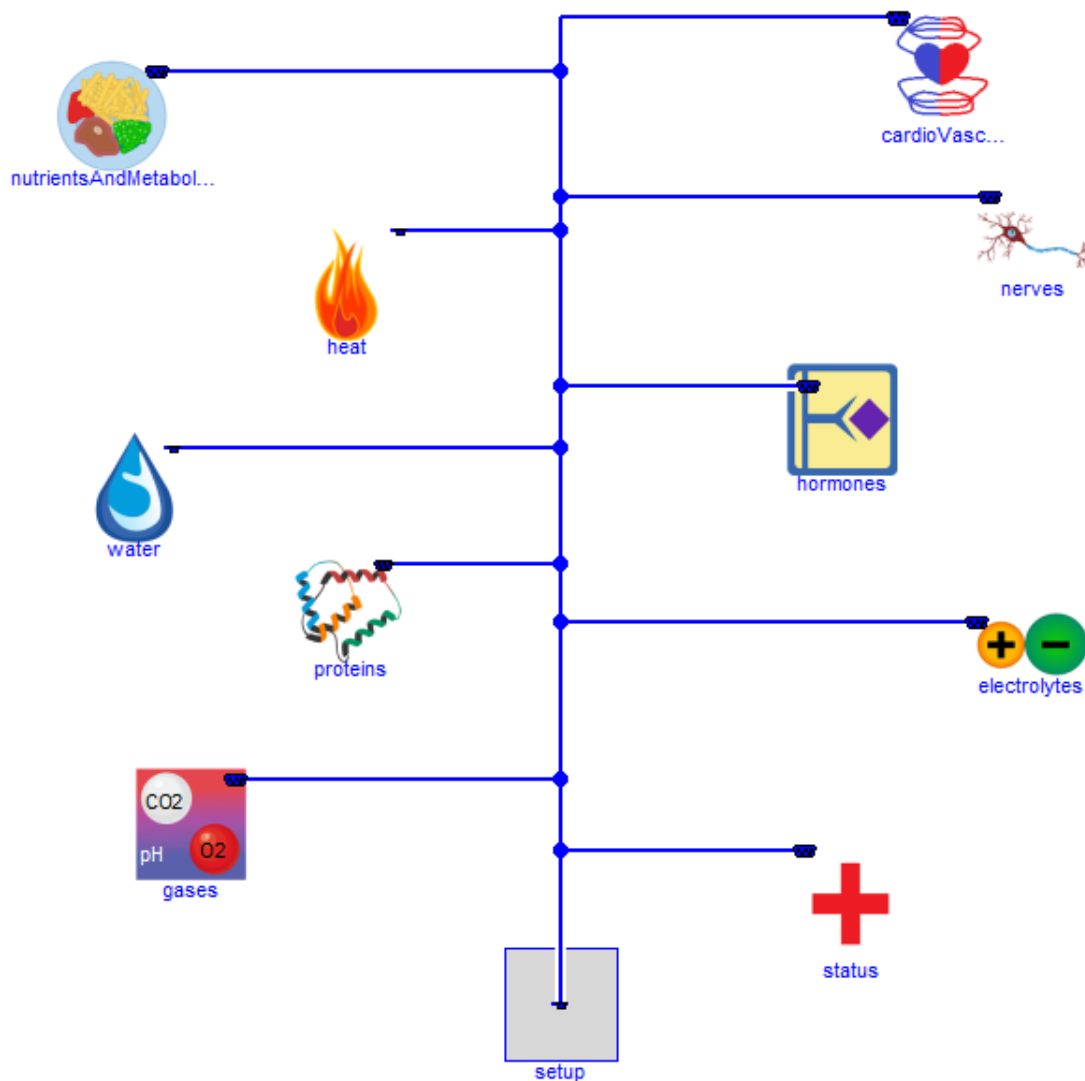 cardioVasc...
nutrientsAndMetabol...
nerves
heat
hormones
water
proteins
electrolytes
CO2
pH
O2
gases
status
setup